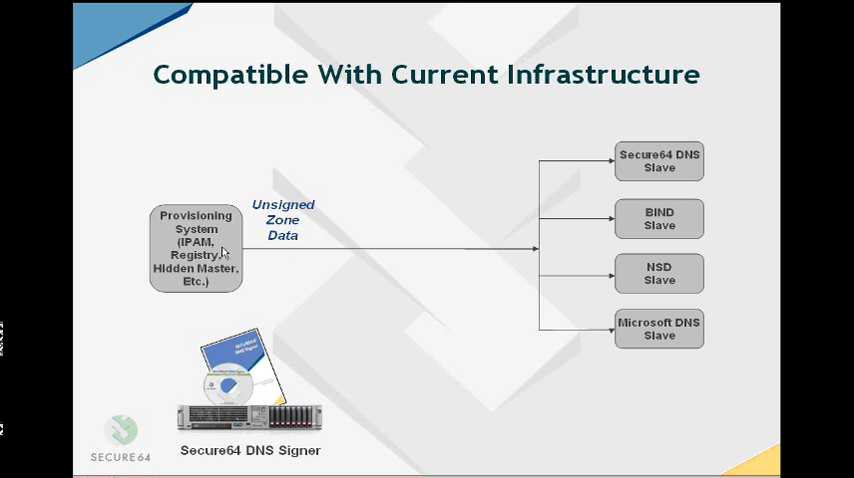 Compatible With Current Infrastructure
Secure64 DNS
Slave
Unsigned
Zone
Data
Provisioning
System
(IPAM,
Registry,
Hidden Master,
Etc.)
BIND
Slave
NSD
Slave
Microsoft DNS
Slave
Secure64 DNS Signer
SECURE64